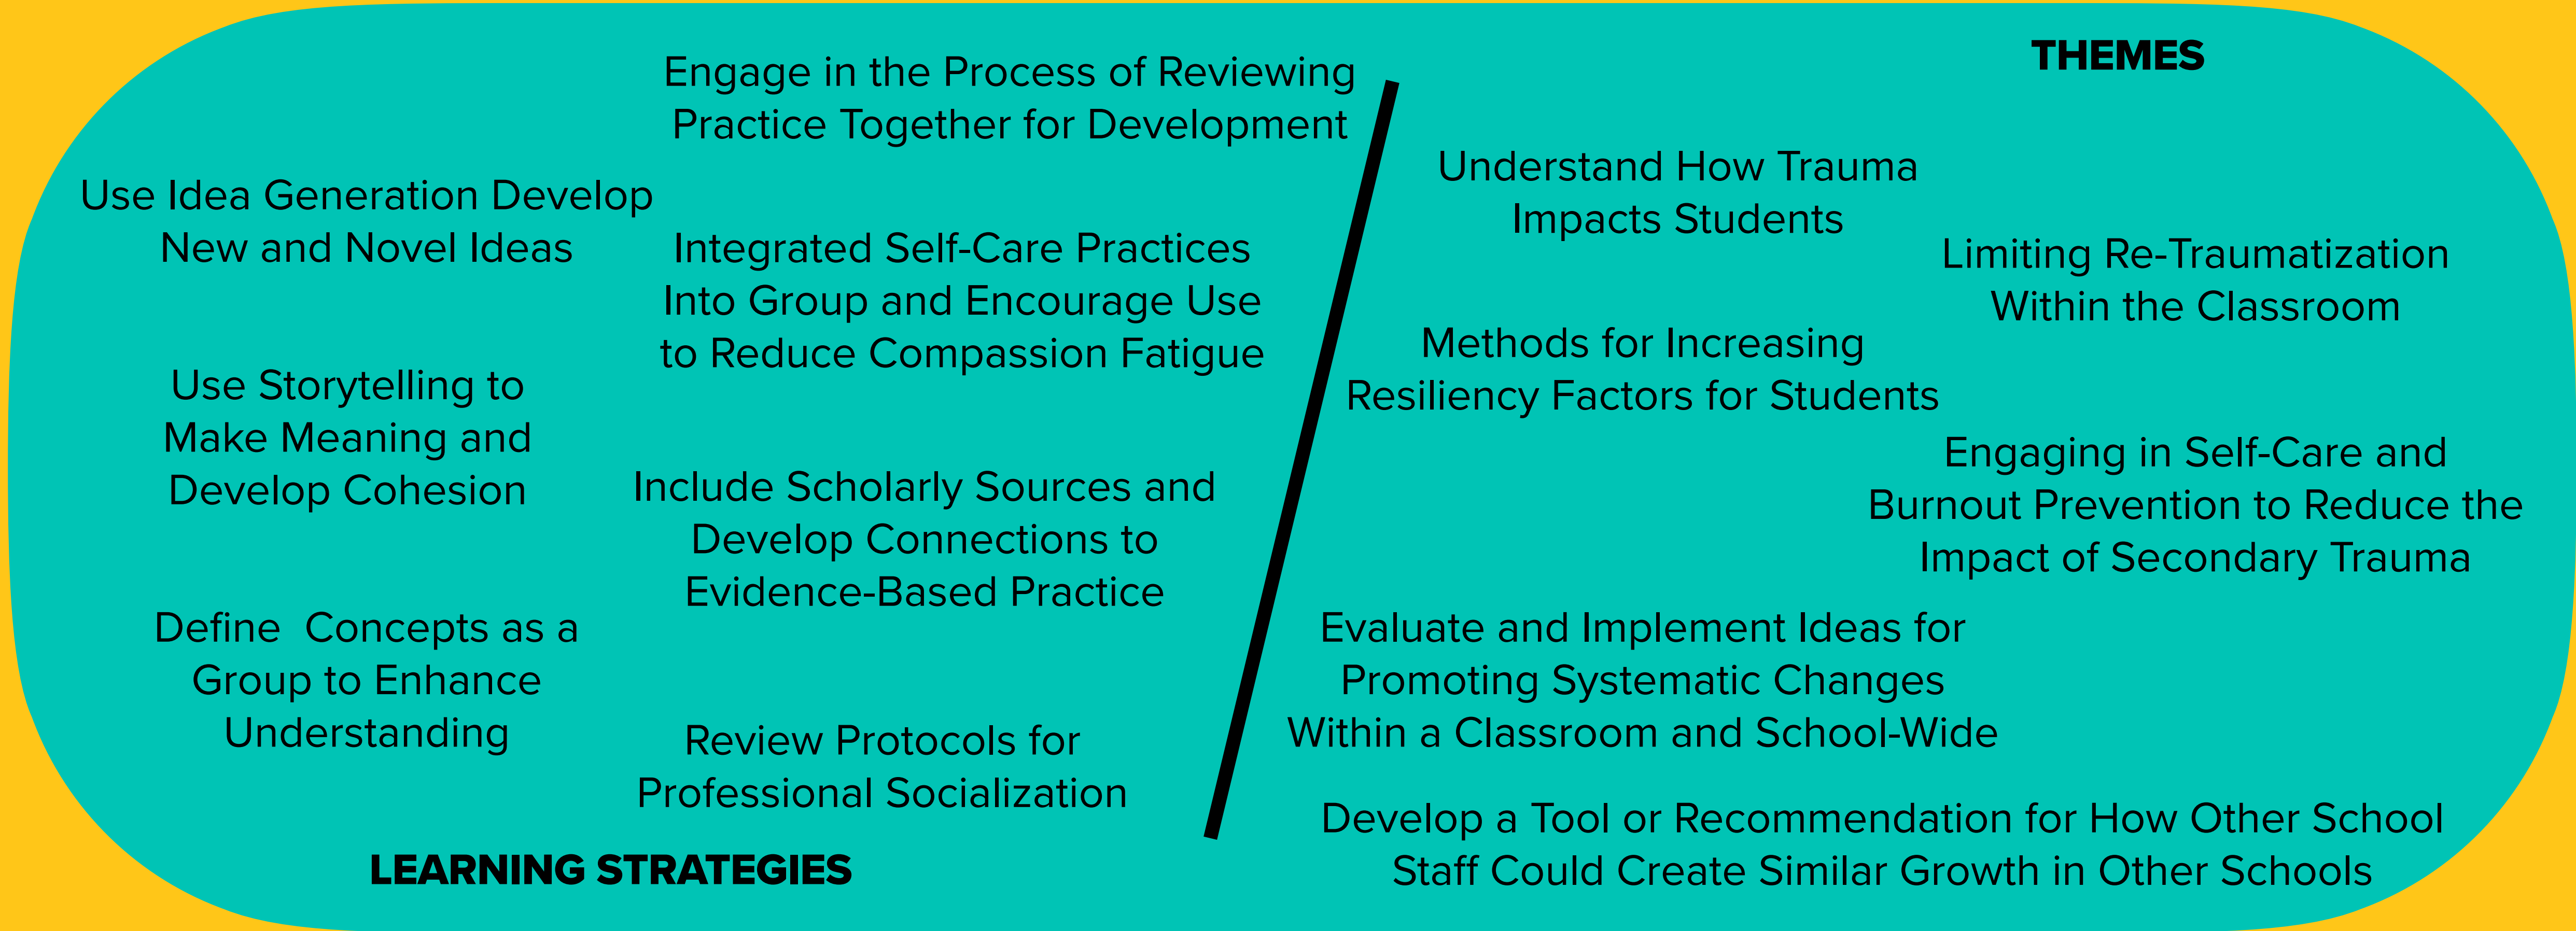 Engage in the Process of Reviewing
Practice Together for Development
Use Idea Generation Develop
New and Novel Ideas
Integrated Self-Care Practices
Into Group and Encourage Use
to Reduce Compassion Fatigue
Use Storytelling to
Make Meaning and
Develop Cohesion
Include Scholarly Sources and
Develop Connections to
Evidence-Based Practice
Define  Concepts as a
Group to Enhance
Understanding
Review Protocols for
Professional Socialization
LEARNING STRATEGIES
THEMES
Understand How Trauma
Impacts Students
Limiting Re-Traumatization
Within the Classroom
Methods for Increasing
Resiliency Factors for Students
Engaging in Self-Care and
Burnout Prevention to Reduce the
Impact of Secondary Trauma
Evaluate and Implement Ideas for
Promoting Systematic Changes
Within a Classroom and School-Wide
Develop a Tool or Recommendation for How Other School
Staff Could Create Similar Growth in Other Schools